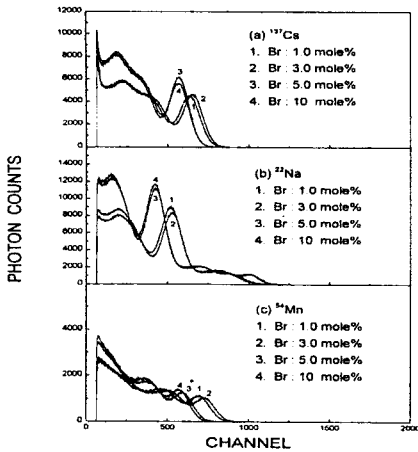 PHOTON COUNTS
12000
10000
8000
6000
4000
2000
0
(a) ¹³⁷Cs
1. Br : 1.0 mole%
2. Br : 3.0 mole%
3. Br : 5.0 mole%
4. Br : 10 mole%
3
4
1
2
14000
12000
10000
8000
6000
4000
2000
0
(b) ²²Na
1. Br : 1.0 mole%
2. Br : 3.0 mole%
3. Br : 5.0 mole%
4. Br : 10 mole%
4
3
1
2
4000
2000
0
(c) ⁵⁴Mn
1. Br : 1.0 mole%
2. Br : 3.0 mole%
3. Br : 5.0 mole%
4. Br : 10 mole%
4 3 1 2
0 500 1000 1500 2000
CHANNEL